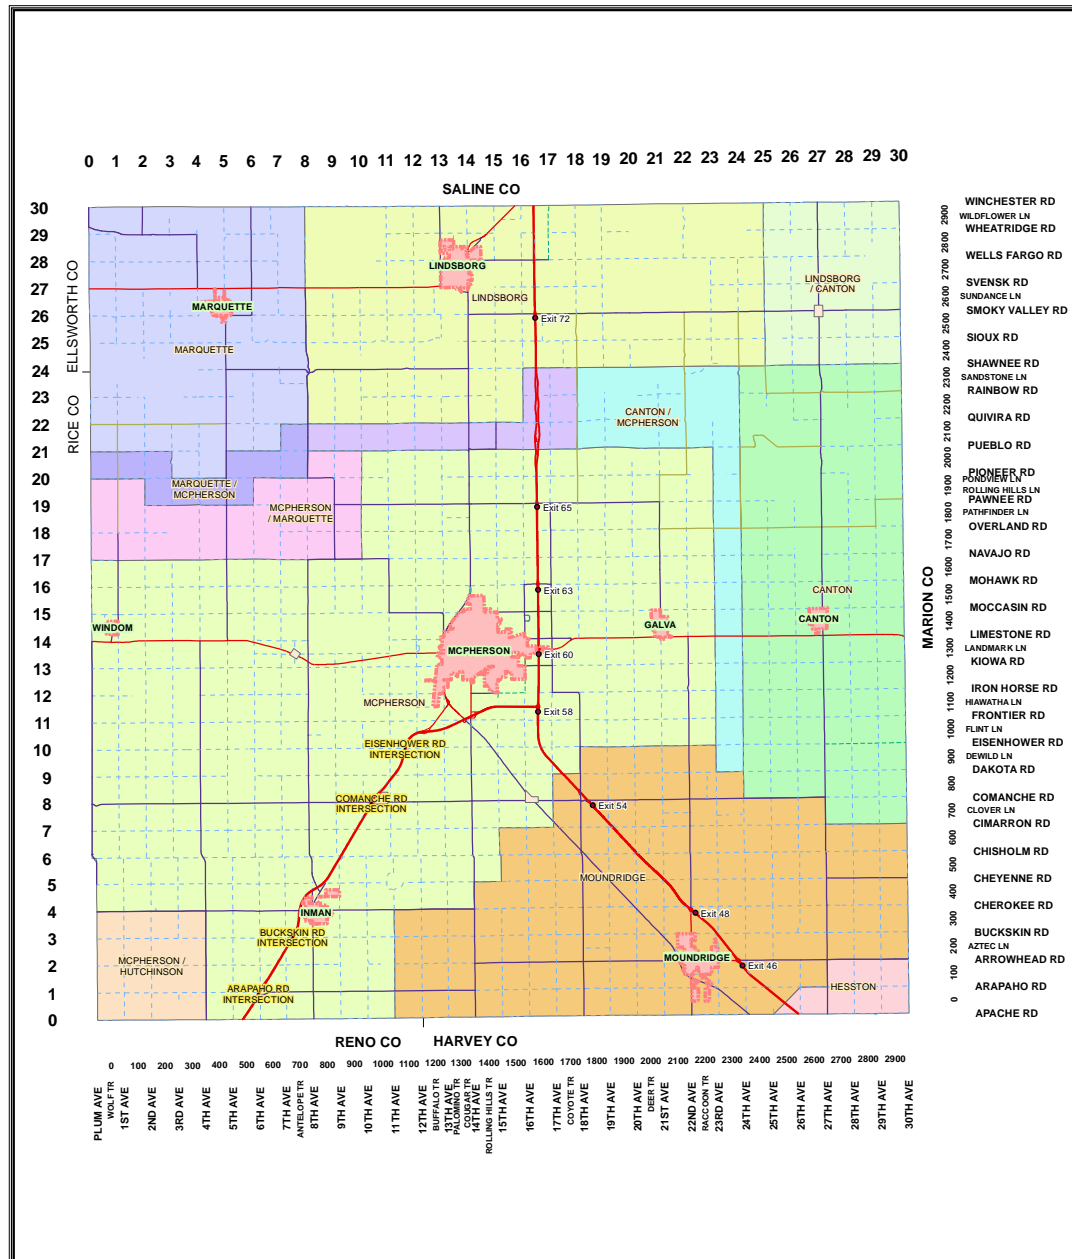 0 1 2 3 4 5 6 7 8 9 10 11 12 13 14 15 16 17 18 19 20 21 22 23 24 25 26 27 28 29 30
SALINE CO
30
29
28
27
26
25
24
23
22
21
20
19
18
17
16
15
14
13
12
11
10
9
8
7
6
5
4
3
2
1
0
ELLSWORTH CO
RICE CO
LINDSBORG
LINDSBORG
LINDSBORG
/ CANTON
MARQUETTE
MARQUETTE
Exit 72
CANTON /
MCPHERSON
MARQUETTE /
MCPHERSON
MCPHERSON
/ MARQUETTE
Exit 65
Exit 63
CANTON
WINDOM
GALVA
CANTON
MCPHERSON
Exit 60
MCPHERSON
Exit 58
EISENHOWER RD
INTERSECTION
COMANCHE RD
INTERSECTION
Exit 54
MOUNDRIDGE
INMAN
Exit 48
BUCKSKIN RD
INTERSECTION
MCPHERSON /
HUTCHINSON
MOUNDRIDGE
Exit 46
ARAPAHO RD
INTERSECTION
HESSTON
RENO CO
HARVEY CO
MARION CO
2900
2800
2700
2600
2500
2400
2300
2200
2100
2000
1900
1800
1700
1600
1500
1400
1300
1200
1100
1000
900
800
700
600
500
400
300
200
100
0
WINCHESTER RD
WILDFLOWER LN
WHEATRIDGE RD
WELLS FARGO RD
SVENSK RD
SUNDANCE LN
SMOKY VALLEY RD
SIOUX RD
SHAWNEE RD
SANDSTONE LN
RAINBOW RD
QUIVIRA RD
PUEBLO RD
PIONEER RD
PONDVIEW LN
ROLLING HILLS LN
PAWNEE RD
PATHFINDER LN
OVERLAND RD
NAVAJO RD
MOHAWK RD
MOCCASIN RD
LIMESTONE RD
LANDMARK LN
KIOWA RD
IRON HORSE RD
HIAWATHA LN
FRONTIER RD
FLINT LN
EISENHOWER RD
DEWILD LN
DAKOTA RD
COMANCHE RD
CLOVER LN
CIMARRON RD
CHISHOLM RD
CHEYENNE RD
CHEROKEE RD
BUCKSKIN RD
AZTEC LN
ARROWHEAD RD
ARAPAHO RD
APACHE RD
0 100 200 300 400 500 600 700 800 900 1000 1100 1200 1300 1400 1500 1600 1700 1800 1900 2000 2100 2200 2300 2400 2500 2600 2700 2800 2900
PLUM AVE
WOLF TR
1ST AVE
2ND AVE
3RD AVE
4TH AVE
5TH AVE
6TH AVE
7TH AVE
ANTELOPE TR
8TH AVE
9TH AVE
10TH AVE
11TH AVE
12TH AVE
BUFFALO TR
13TH AVE
PALOMINO TR
COUGAR TR
14TH AVE
ROLLING HILLS TR
15TH AVE
16TH AVE
17TH AVE
COYOTE TR
18TH AVE
19TH AVE
20TH AVE
DEER TR
21ST AVE
22ND AVE
RACCOON TR
23RD AVE
24TH AVE
25TH AVE
26TH AVE
27TH AVE
28TH AVE
29TH AVE
30TH AVE